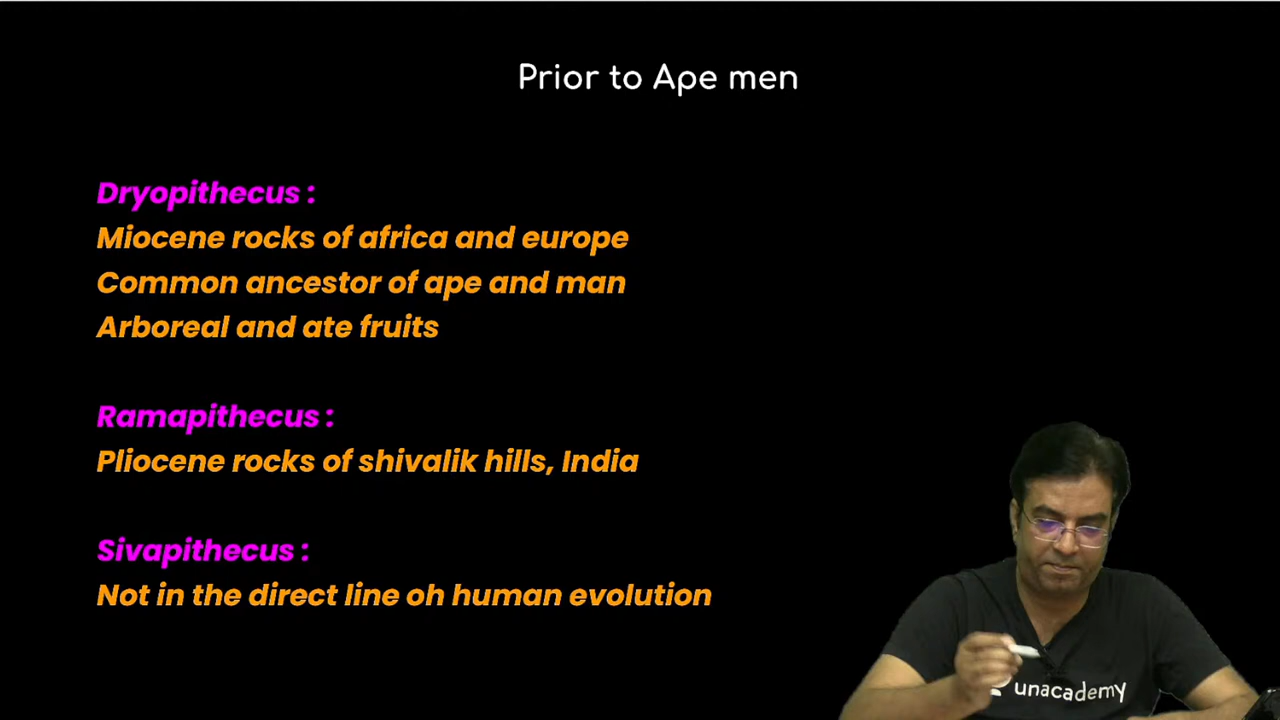 Prior to Ape men
Dryopithecus :
Miocene rocks of africa and europe
Common ancestor of ape and man
Arboreal and ate fruits
Ramapithecus :
Pliocene rocks of shivalik hills, India
Sivapithecus :
Not in the direct line oh human evolution
unacademy